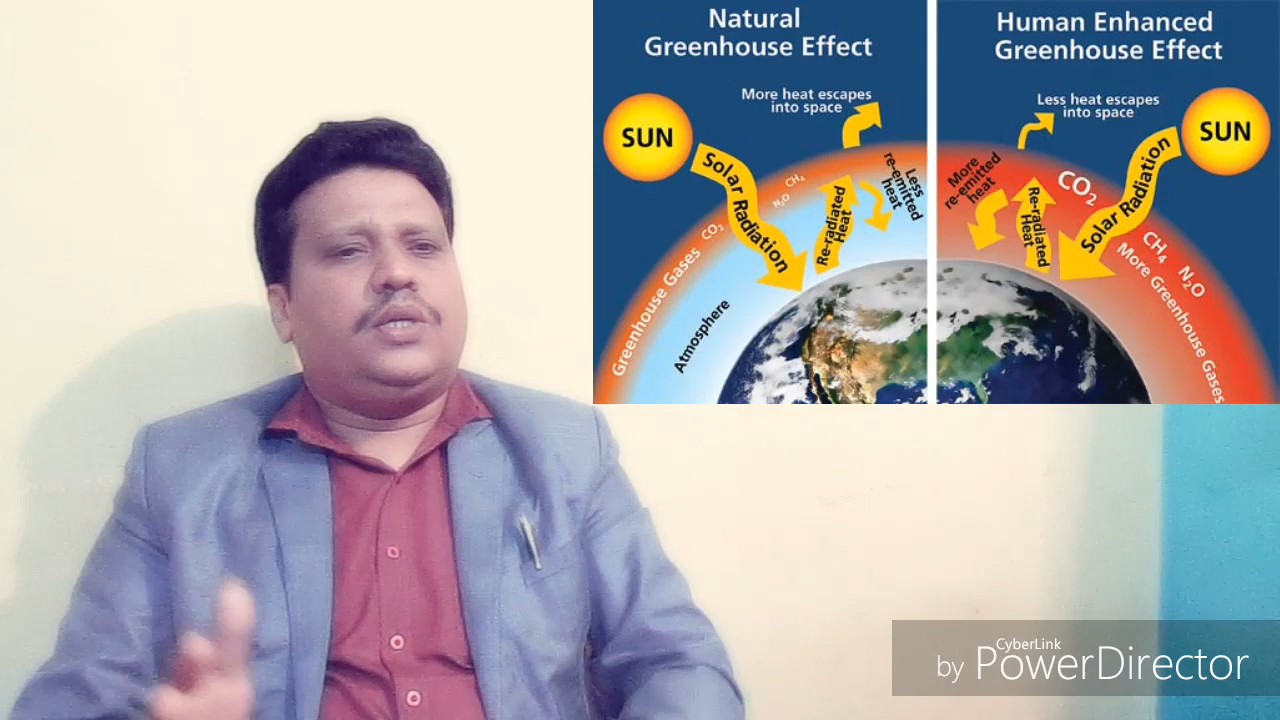 Natural
Greenhouse Effect
More heat escapes
into space
SUN
Solar Radiation
Re-radiated
Heat
Less
re-emitted
heat
CH₄
N₂O
CO₂
Greenhouse Gases
Atmosphere
Human Enhanced
Greenhouse Effect
Less heat escapes
into space
SUN
Solar Radiation
More
re-emitted
heat
Re-radiated
Heat
CO₂
CH₄
N₂O
More Greenhouse Gases
CyberLink
by PowerDirector